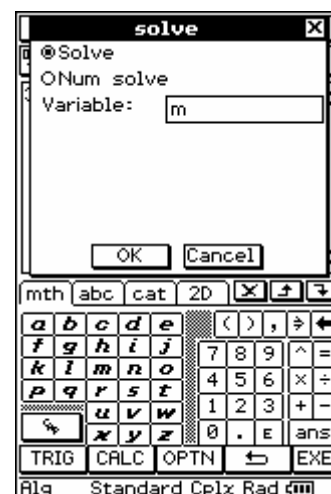 solve X
Solve
Num solve
Variable: m
OK Cancel
mth abc cat 2D
a b c d e ( ) ,
f g h i j 7 8 9 ^ =
k l m n o 4 5 6 × ÷
p q r s t 1 2 3 + -
u v w
x y z 0 . E ans
TRIG CALC OPTN EXE
Alg Standard Cplx Rad